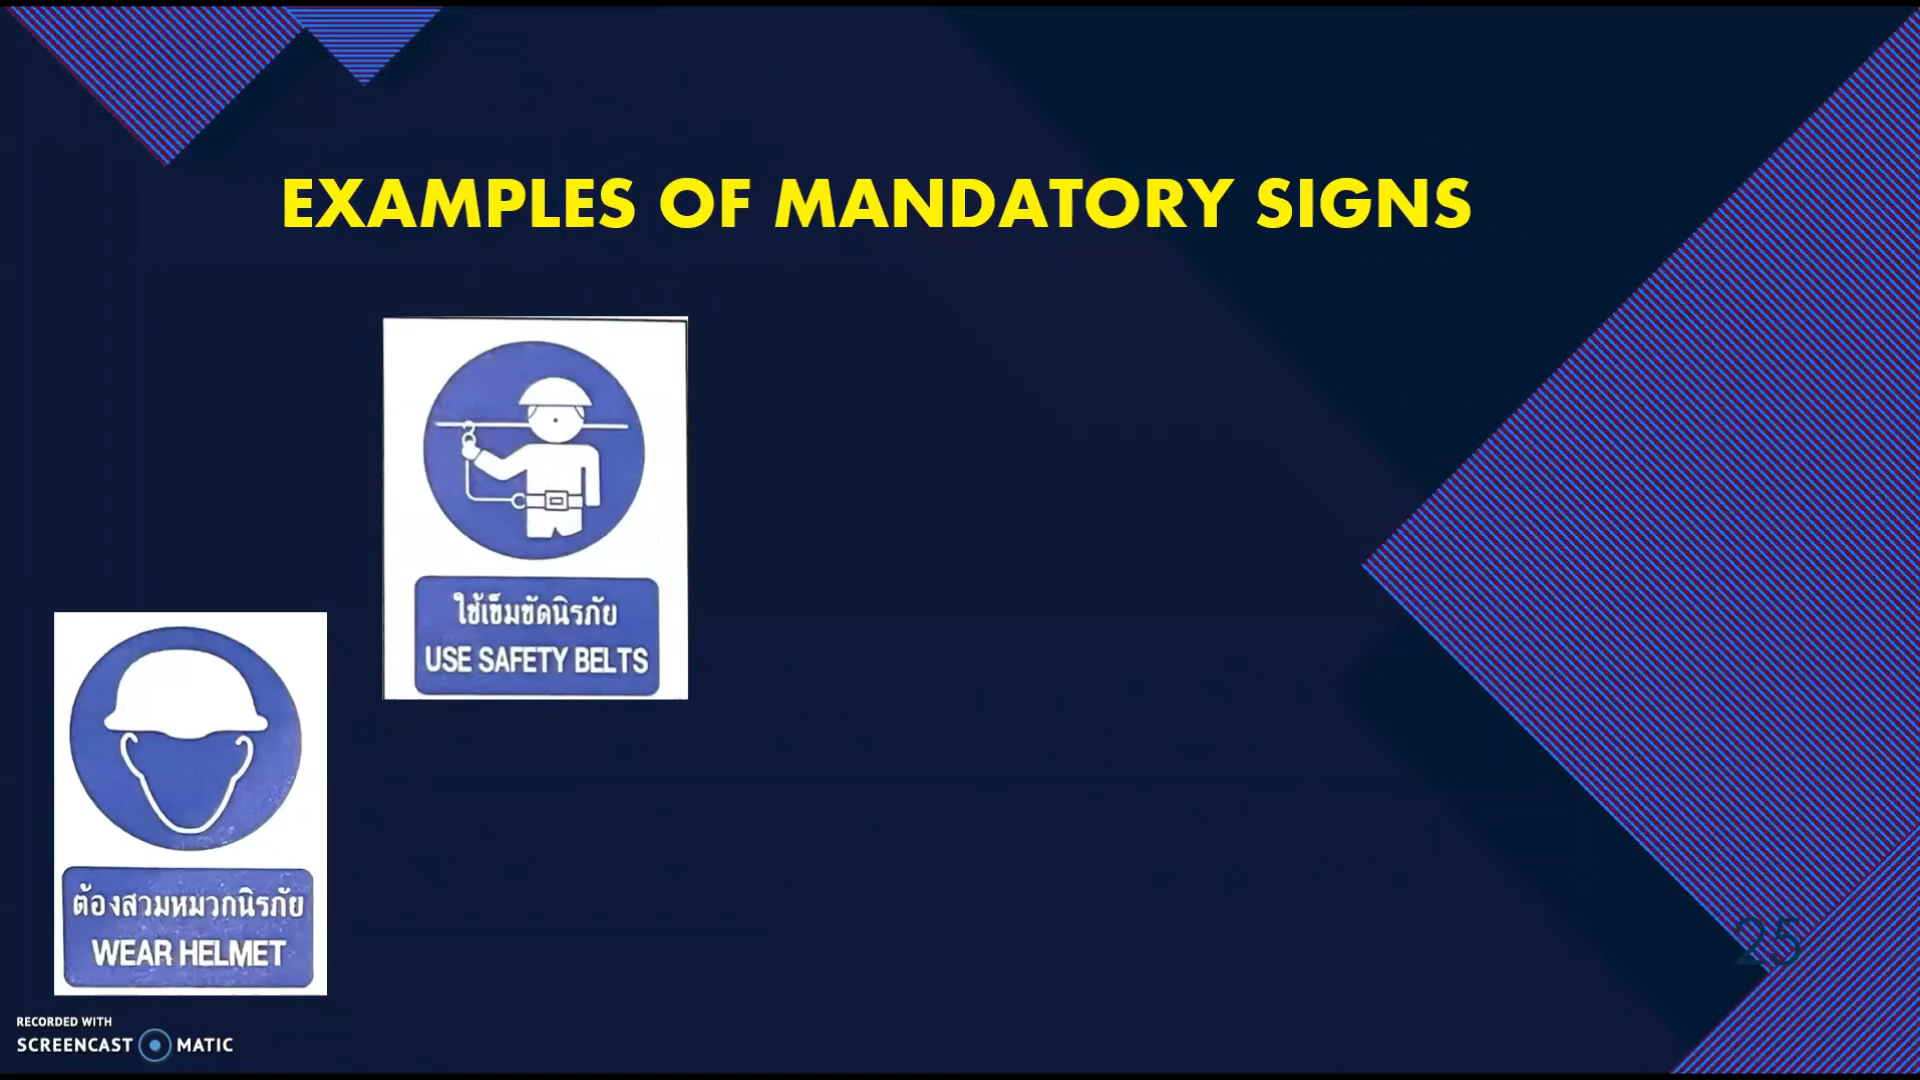 EXAMPLES OF MANDATORY SIGNS
ใช้เข็มขัดนิรภัย
USE SAFETY BELTS
ต้องสวมหมวกนิรภัย
WEAR HELMET
25
RECORDED WITH
SCREENCAST MATIC